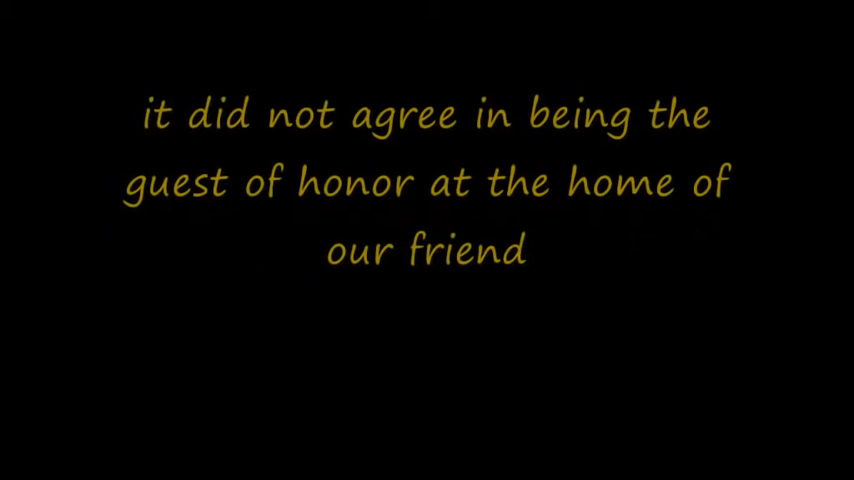 it did not agree in being the
guest of honor at the home of
our friend